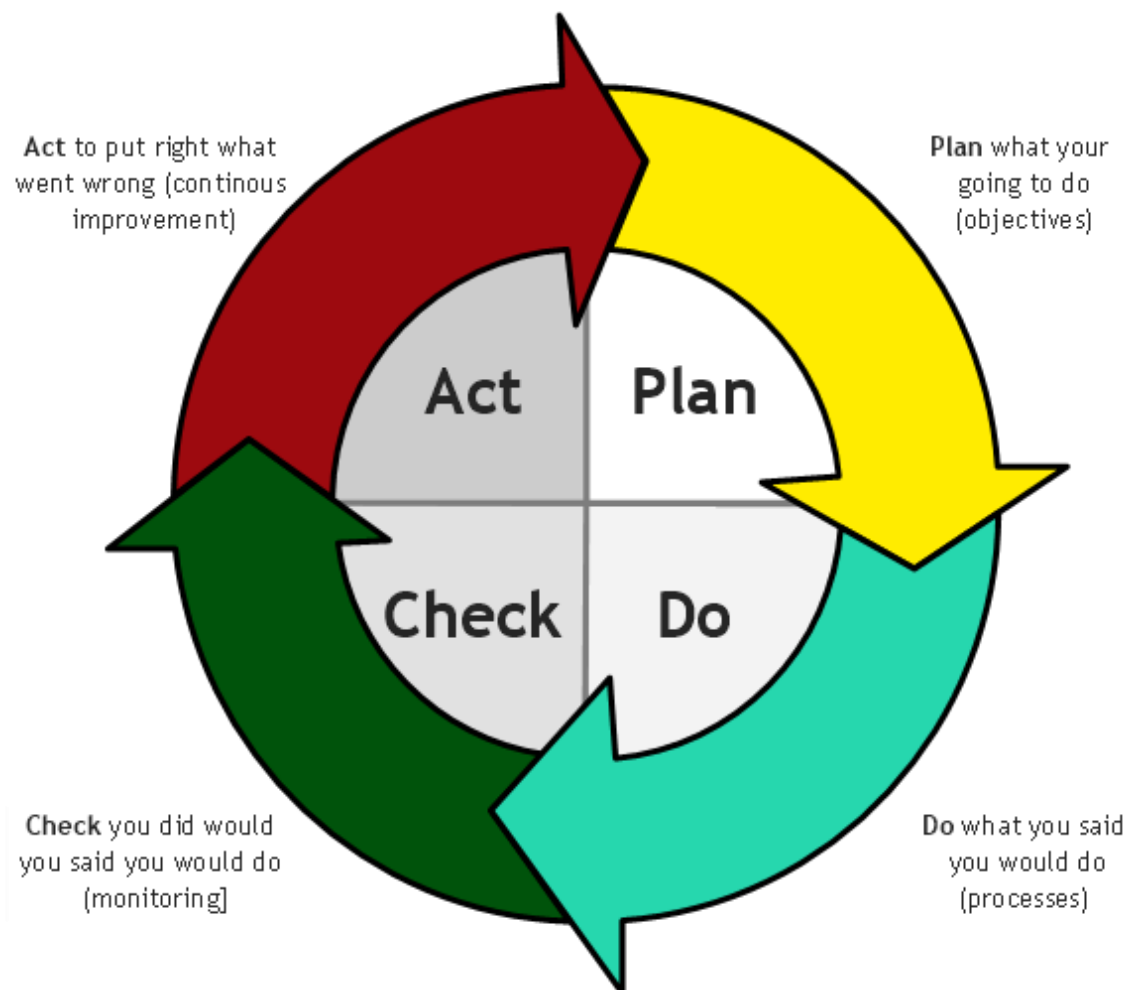 Act to put right what
went wrong (continous
improvement)
Plan what your
going to do
(objectives)
Act
Plan
Check
Do
Check you did would
you said you would do
(monitoring]
Do what you said
you would do
(processes)